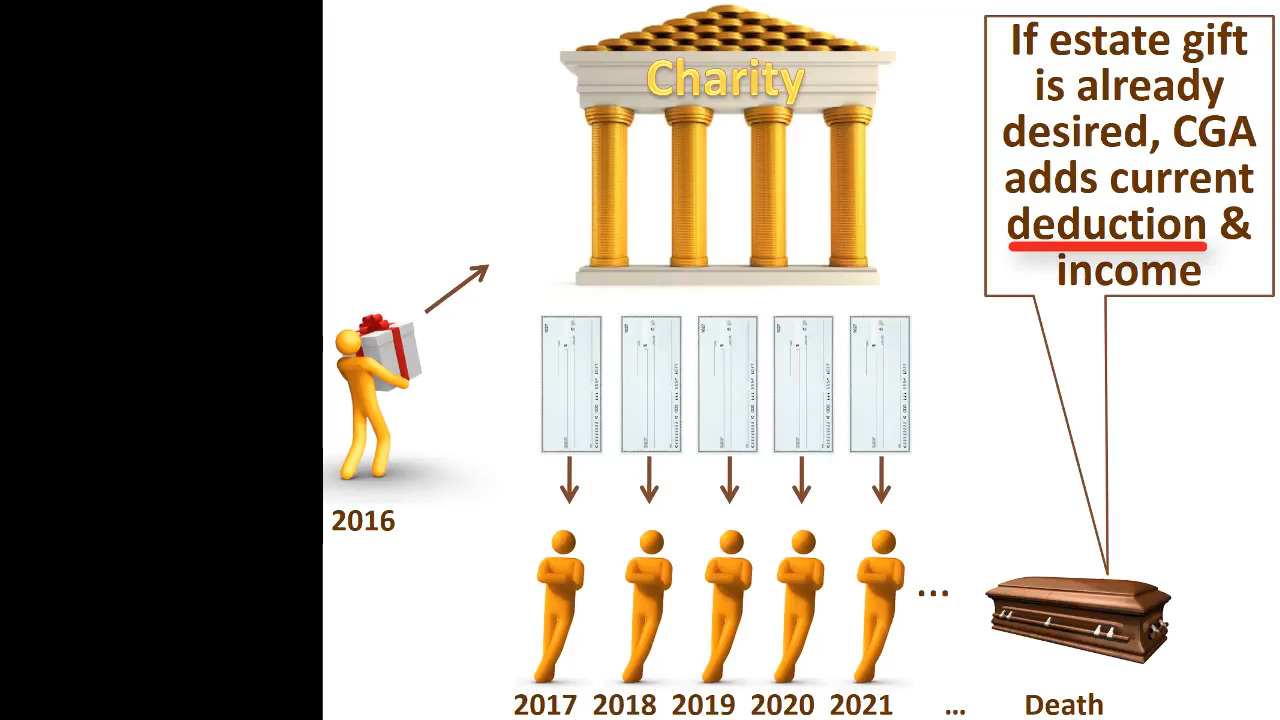 Charity
If estate gift
is already
desired, CGA
adds current
deduction &
income
2016
...
2017 2018 2019 2020 2021 ... Death